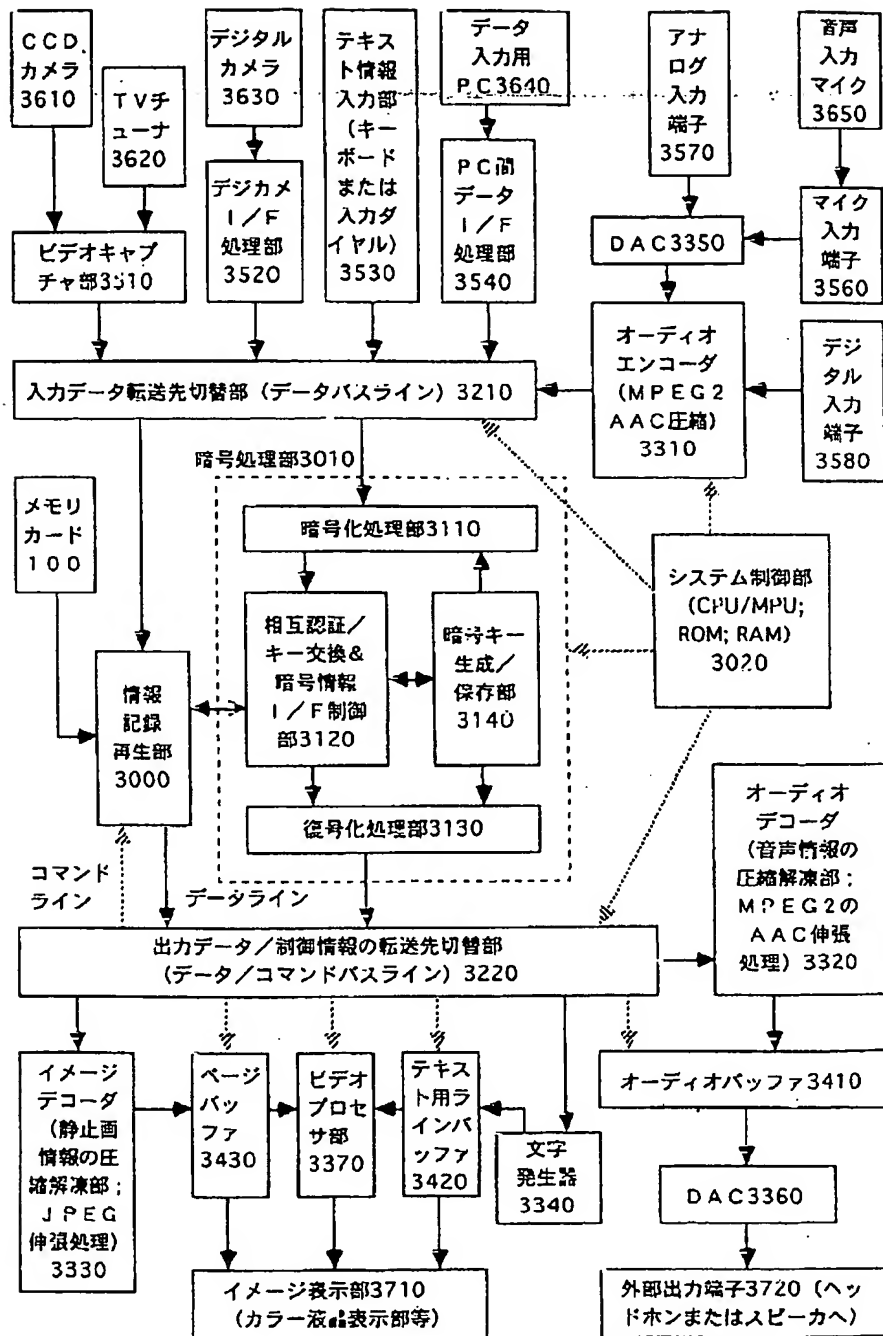 CCD
カメラ
3610
TVチ
ューナ
3620
デジタル
カメラ
3630
テキス
ト情報
入力部
(キー
ボード
または
入力ダ
イヤル)
3530
データ
入力用
PC3640
アナ
ログ
入力
端子
3570
音声
入力
マイク
3650
デジカメ
I/F
処理部
3520
PC間
データ
I/F
処理部
3540
DAC3350
マイク
入力
端子
3560
ビデオキャプ
チャ部3510
オーディオ
エンコーダ
(MPEG2
AAC圧縮)
3310
デジ
タル
入力
端子
3580
入力データ転送先切替部(データバスライン)3210
暗号処理部3010
メモリ
カード
100
暗号化処理部3110
システム制御部
(CPU/MPU;
ROM; RAM)
3020
相互認証/
キー交換&
暗号情報
I/F制御
部3120
暗号キー
生成/
保存部
3140
情報
記録
再生部
3000
復号化処理部3130
オーディオ
デコーダ
(音声情報の
圧縮解凍部;
MPEG2の
AAC伸張
処理)3320
コマンド
ライン
データライン
出力データ/制御情報の転送先切替部
(データ/コマンドバスライン)3220
イメージ
デコーダ
(静止画
情報の圧
縮解凍部;
JPEG
伸張処理)
3330
ページ
バッ
ファ
3430
ビデオ
プロセ
サ部
3370
テキス
ト用ラ
インバ
ッファ
3420
文字
発生器
3340
オーディオバッファ3410
DAC3360
イメージ表示部3710
(カラー液晶表示部等)
外部出力端子3720(ヘッ
ドホンまたはスピーカへ)